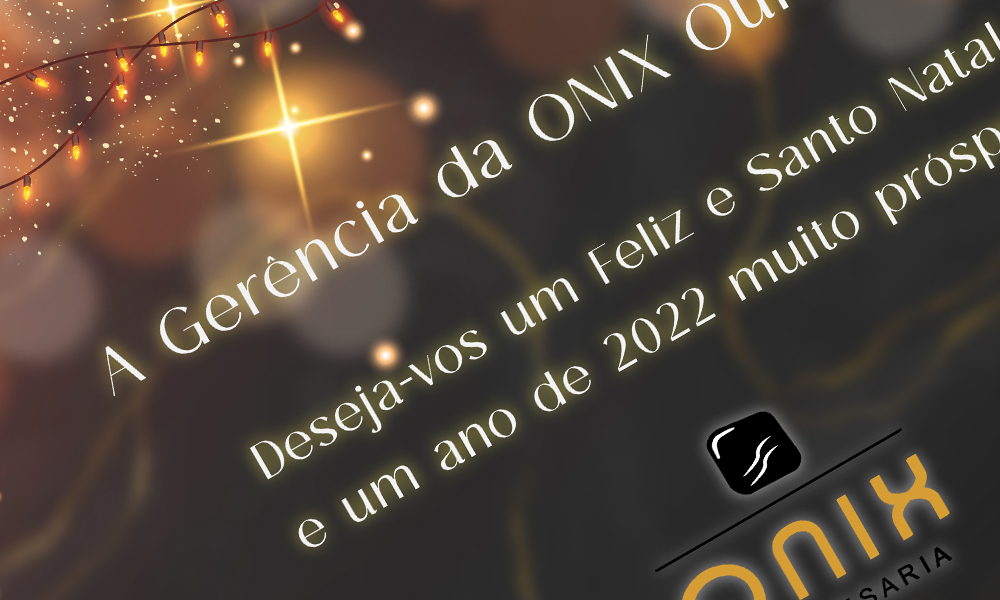 A Gerência da ONIX
Deseja-vos um Feliz e Santo Natal
e um ano de 2022 muito
ONIX